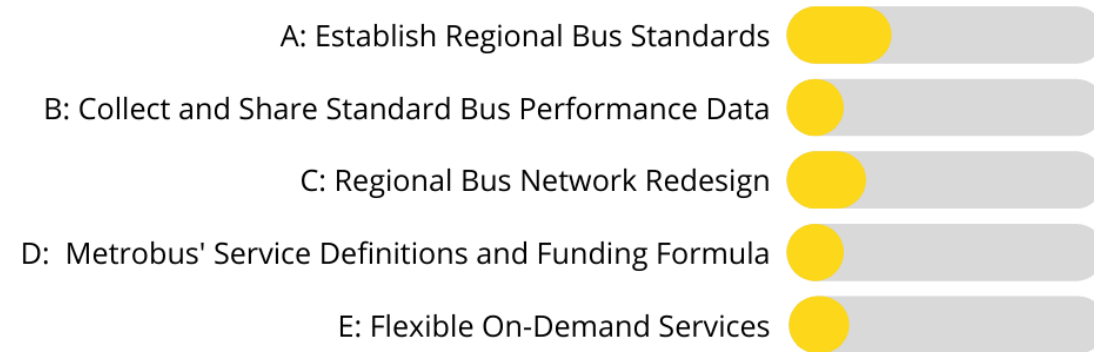 A: Establish Regional Bus Standards
B: Collect and Share Standard Bus Performance Data
C: Regional Bus Network Redesign
D:  Metrobus' Service Definitions and Funding Formula
E: Flexible On-Demand Services